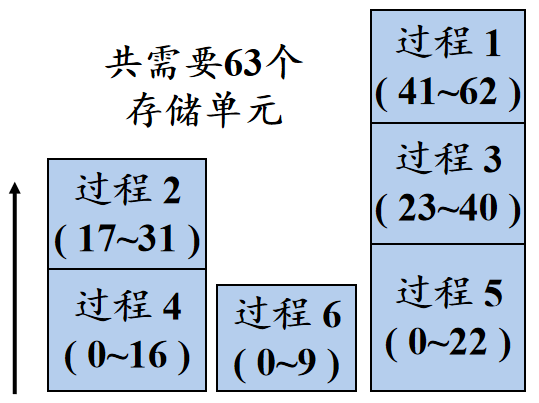 共需要63个
存储单元
过程 1
( 41~62 )
过程 3
( 23~40 )
过程 5
( 0~22 )
过程 2
( 17~31 )
过程 4
( 0~16 )
过程 6
( 0~9 )